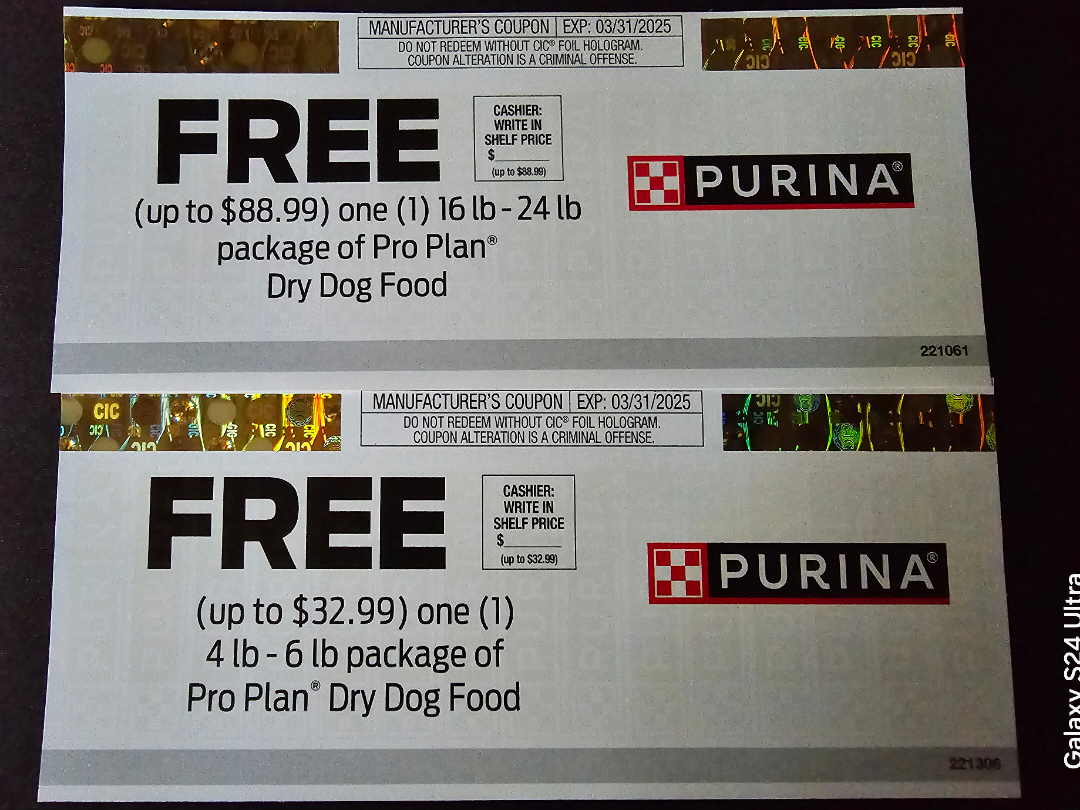 MANUFACTURER'S COUPON | EXP: 03/31/2025
DO NOT REDEEM WITHOUT CIC® FOIL HOLOGRAM.
COUPON ALTERATION IS A CRIMINAL OFFENSE.
FREE
CASHIER:
WRITE IN
SHELF PRICE
$________
(up to $88.99)
(up to $88.99) one (1) 16 lb - 24 lb
package of Pro Plan®
Dry Dog Food
PURINA®
221061
CIC
MANUFACTURER'S COUPON | EXP: 03/31/2025
DO NOT REDEEM WITHOUT CIC® FOIL HOLOGRAM.
COUPON ALTERATION IS A CRIMINAL OFFENSE.
FREE
CASHIER:
WRITE IN
SHELF PRICE
$________
(up to $32.99)
(up to $32.99) one (1)
4 lb - 6 lb package of
Pro Plan® Dry Dog Food
PURINA®
221306
Galaxy S24 Ultra